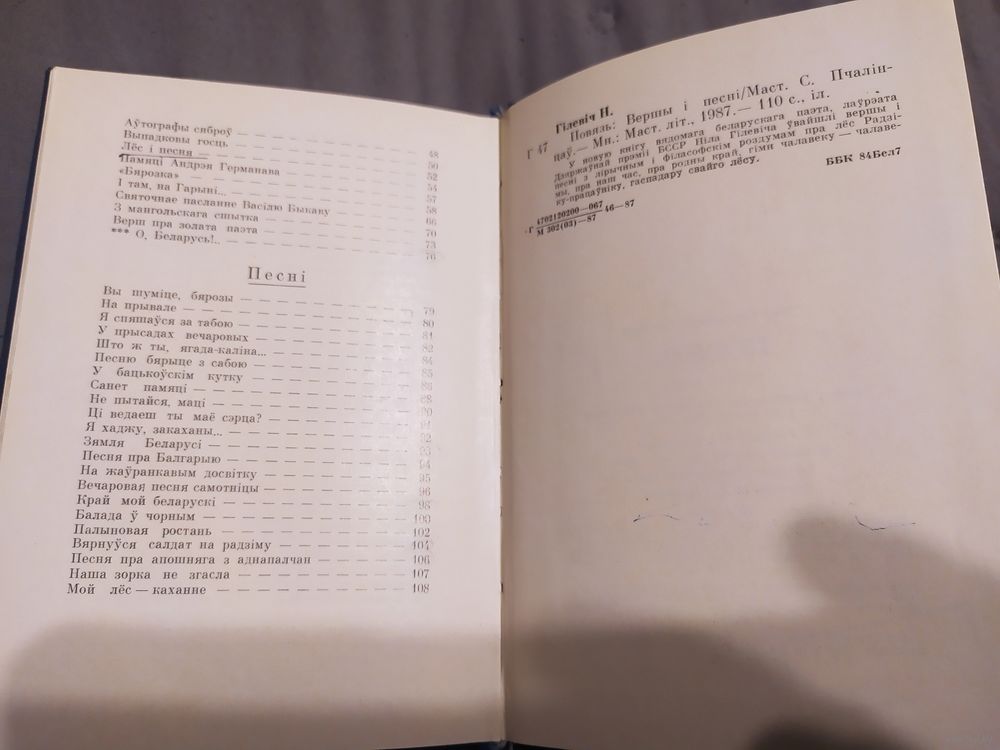 Аўтографы сяброў — — — — — — — 48
Выпадковы госць — — — — — — — 50
Лёс і песня — — — — — — — 52
Памяці Андрэя Германава — — — — 54
«Бярозка» — — — — — — — 57
І там, на Гарыні... — — — — — — 58
Святочнае пасланне Васілю Быкаву — — — 66
З мангольскага сшытка — — — — — 70
Верш пра золата паэта — — — — — 73
*** О, Беларусь!.. — — — — — — 76
Песні
Вы шуміце, бярозы — — — — — — 79
На прывале — — — — — — — 80
Я спяшаўся за табою — — — — — — 81
У прысадах вечаровых — — — — — 82
Што ж ты, ягада-каліна... — — — — — 84
Песню бярыце з сабою — — — — — 85
У бацькоўскім кутку — — — — — — 86
Санет памяці — — — — — — — 88
Не пытайся, маці — — — — — — 90
Ці ведаеш ты маё сэрца? — — — — — 91
Я хаджу, закаханы... — — — — — — 92
Зямля Беларусі — — — — — — — 93
Песня пра Балгарыю — — — — — — 94
На жаўранкавым досвітку — — — — — 95
Вечаровая песня самотніцы — — — — — 96
Край мой беларускі — — — — — — 98
Балада ў чорным — — — — — — — 100
Палыновая ростань — — — — — — 102
Вярнуўся салдат на радзіму — — — — — 104
Песня пра апошняга з аднапалчан — — — 106
Наша зорка не згасла — — — — — — 107
Мой лёс — каханне — — — — — — 108
Гілевіч Н.
Г 47 Повязь: Вершы і песні/Маст. С. Пчалін-
цаў.— Мн.: Маст. літ., 1987.— 110 с., іл.
У новую кнігу вядомага беларускага паэта, лаўрэата
Дзяржаўнай прэміі БССР Ніла Гілевіча ўвайшлі вершы і
песні з лірычным і філасофскім роздумам пра лёс Радзі-
мы, пра наш час, пра родны край, гімн чалавеку — чалаве-
ку-працаўніку, гаспадару свайго лёсу.
Г 4702120200—067 46—87
М 302(03)—87
ББК 84Бел7